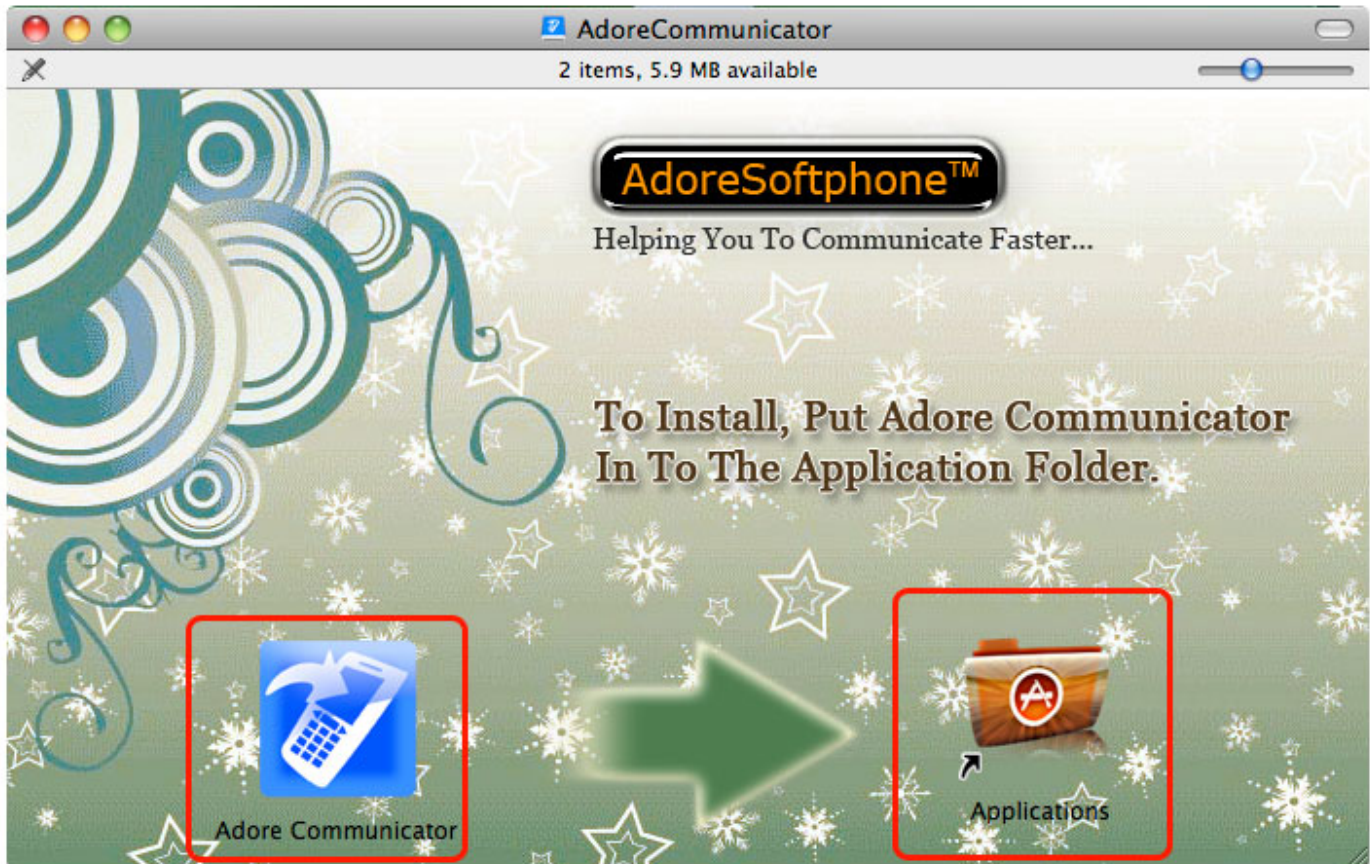 AdoreCommunicator
2 items, 5.9 MB available
AdoreSoftphone™
Helping You To Communicate Faster...
To Install, Put Adore Communicator
In To The Application Folder.
Adore Communicator
Applications